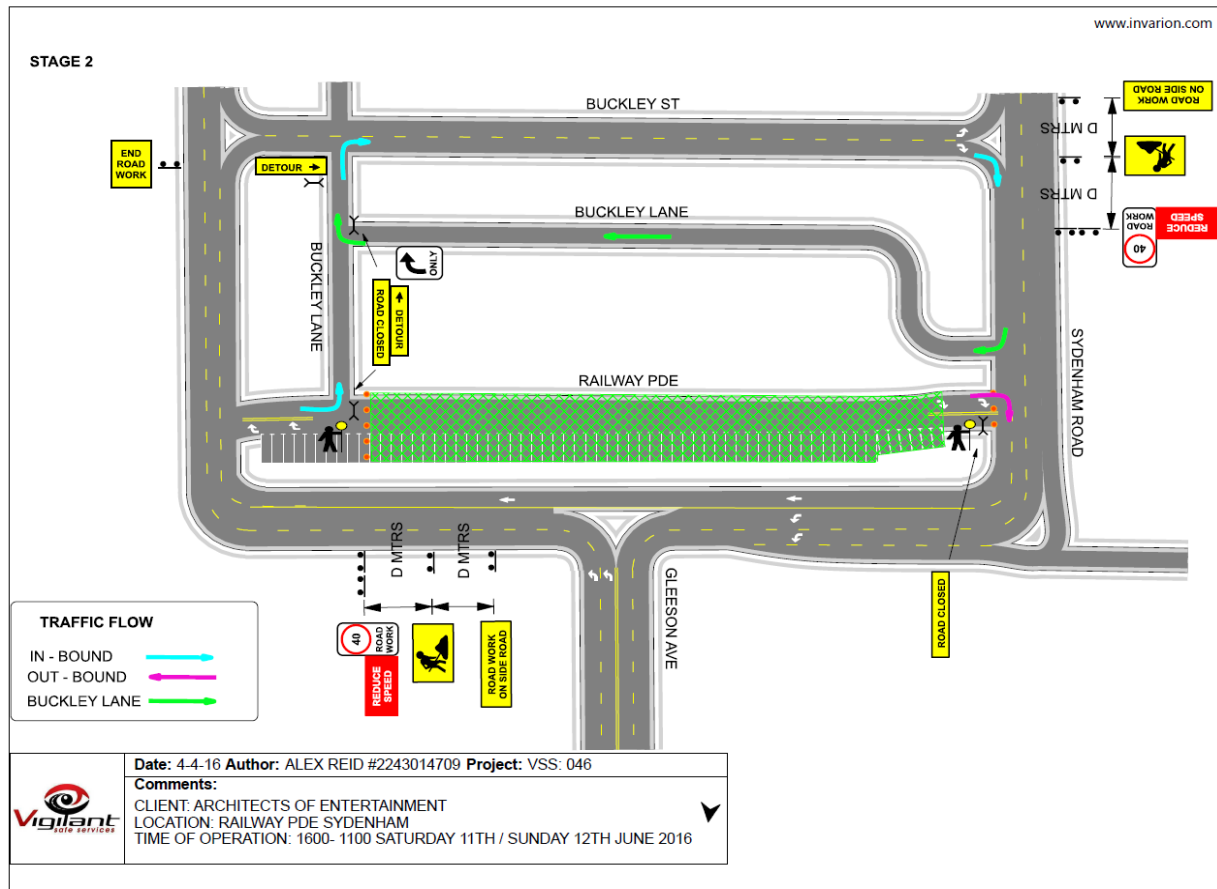 www.invarion.com
STAGE 2
ROAD WORK
ON SIDE ROAD
BUCKLEY ST
D MTRS
END
ROAD
WORK
DETOUR
D MTRS
BUCKLEY LANE
ROAD
WORK
40
REDUCE
SPEED
ONLY
BUCKLEY LANE
DETOUR
ROAD CLOSED
SYDENHAM ROAD
RAILWAY PDE
D MTRS
D MTRS
GLEESON AVE
ROAD CLOSED
40
ROAD
WORK
REDUCE
SPEED
ROAD WORK
ON SIDE ROAD
TRAFFIC FLOW
IN - BOUND
OUT - BOUND
BUCKLEY LANE
Vigilant
safe services
Date: 4-4-16 Author: ALEX REID #2243014709 Project: VSS: 046
Comments:
CLIENT: ARCHITECTS OF ENTERTAINMENT
LOCATION: RAILWAY PDE SYDENHAM
TIME OF OPERATION: 1600- 1100 SATURDAY 11TH / SUNDAY 12TH JUNE 2016